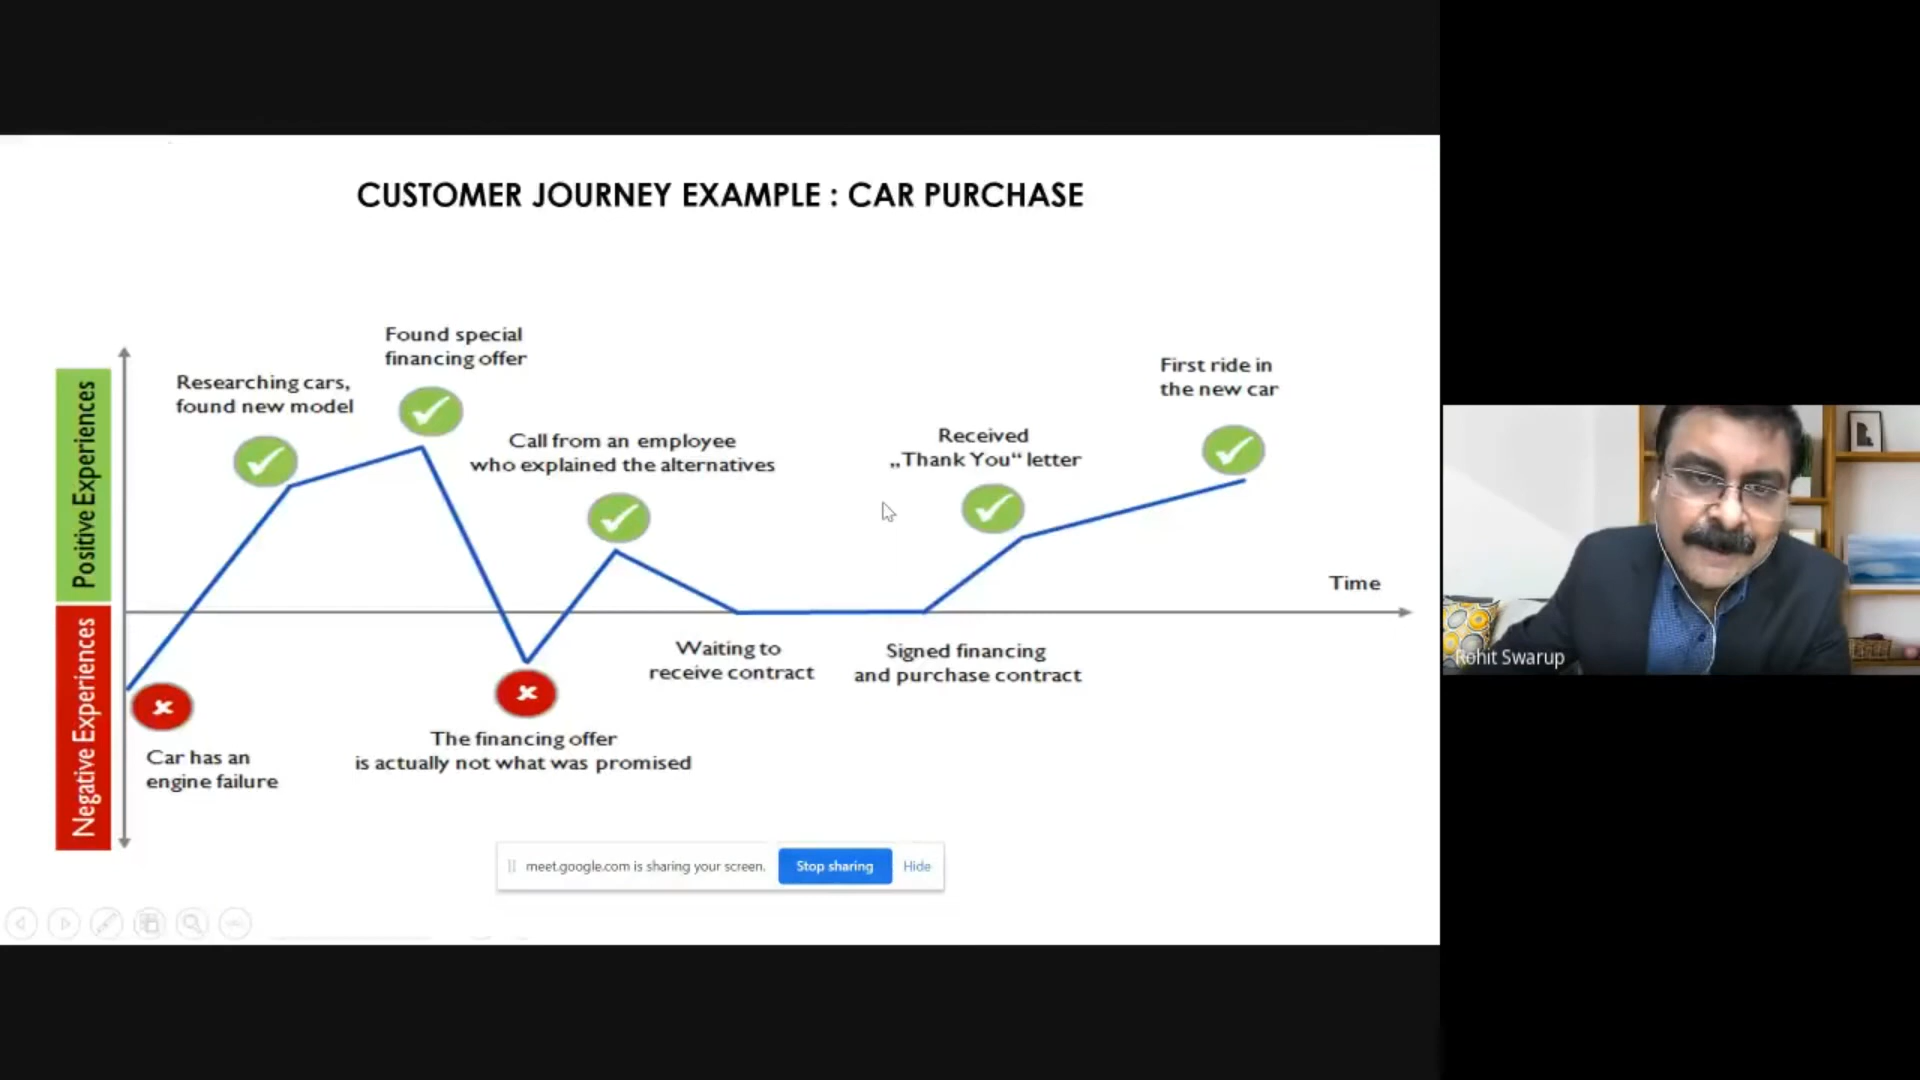 CUSTOMER JOURNEY EXAMPLE : CAR PURCHASE
Found special
financing offer
Researching cars,
found new model
Call from an employee
who explained the alternatives
Received
„Thank You“ letter
First ride in
the new car
Positive Experiences
Negative Experiences
Time
Waiting to
receive contract
Signed financing
and purchase contract
The financing offer
is actually not what was promised
Car has an
engine failure
meet.google.com is sharing your screen.
Stop sharing
Hide
Rohit Swarup